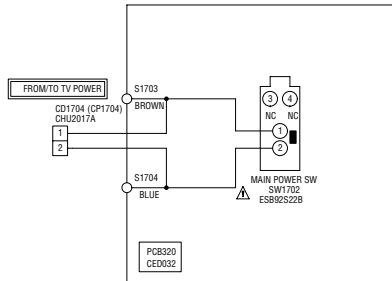 FROM/TO TV POWER
CD1704 (CP1704)
CHU2017A
1
2
S1703
BROWN
S1704
BLUE
3 4
NC NC
1
2
MAIN POWER SW
SW1702
ESB92S22B
!
PCB320
CED032